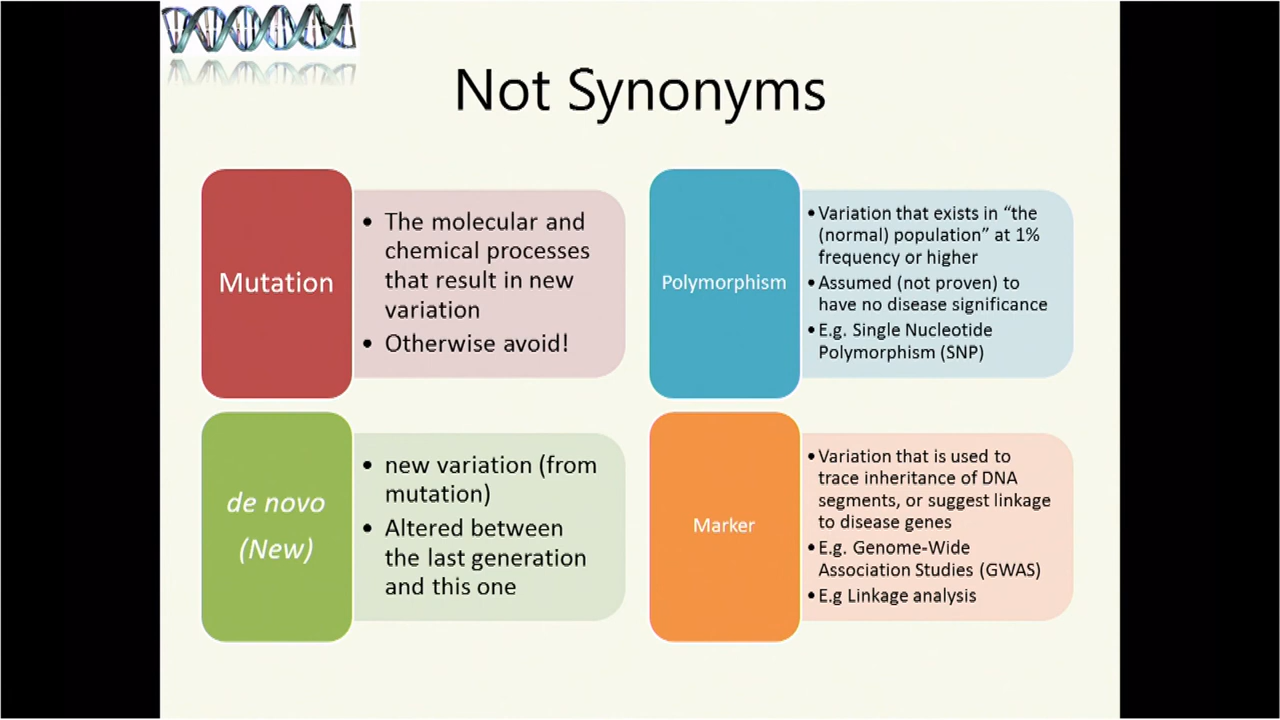 Not Synonyms
Mutation
• The molecular and
chemical processes
that result in new
variation
• Otherwise avoid!
Polymorphism
• Variation that exists in “the
(normal) population” at 1%
frequency or higher
• Assumed (not proven) to
have no disease significance
• E.g. Single Nucleotide
Polymorphism (SNP)
de novo
(New)
• new variation (from
mutation)
• Altered between
the last generation
and this one
Marker
• Variation that is used to
trace inheritance of DNA
segments, or suggest linkage
to disease genes
• E.g. Genome-Wide
Association Studies (GWAS)
• E.g Linkage analysis